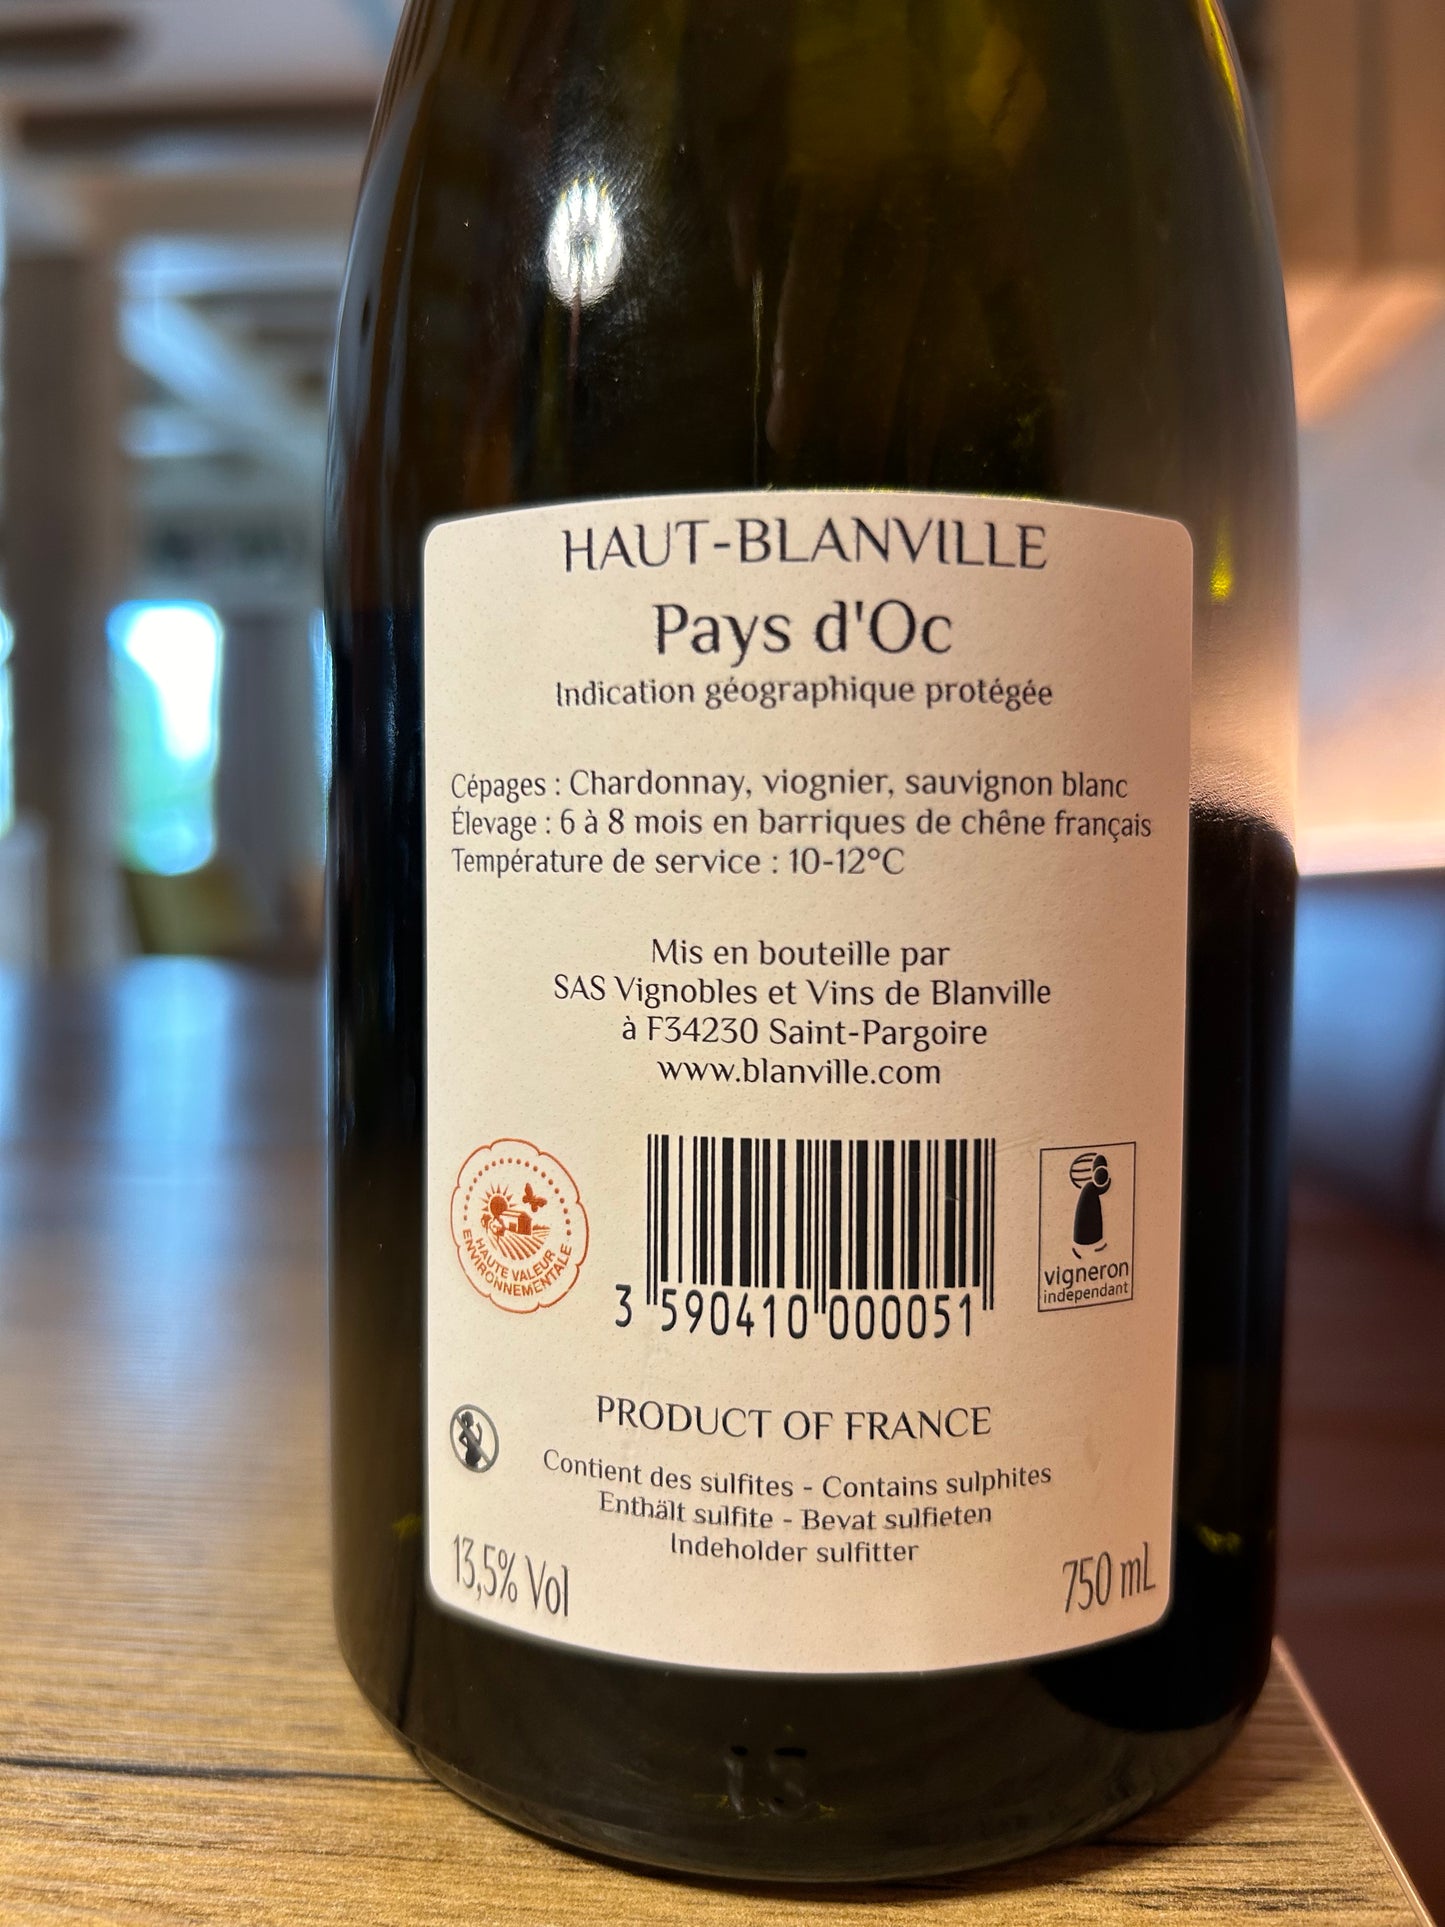 HAUT-BLANVILLE
Pays d'Oc
Indication géographique protégée
Cépages : Chardonnay, viognier, sauvignon blanc
Élevage : 6 à 8 mois en barriques de chêne français
Température de service : 10-12°C
Mis en bouteille par
SAS Vignobles et Vins de Blanville
à F34230 Saint-Pargoire
www.blanville.com
HAUTE VALEUR
ENVIRONNEMENTALE
3 590410 000051
vigneron
indépendant
PRODUCT OF FRANCE
Contient des sulfites - Contains sulphites
Enthält sulfite - Bevat sulfieten
Indeholder sulfitter
13,5% Vol
750 mL